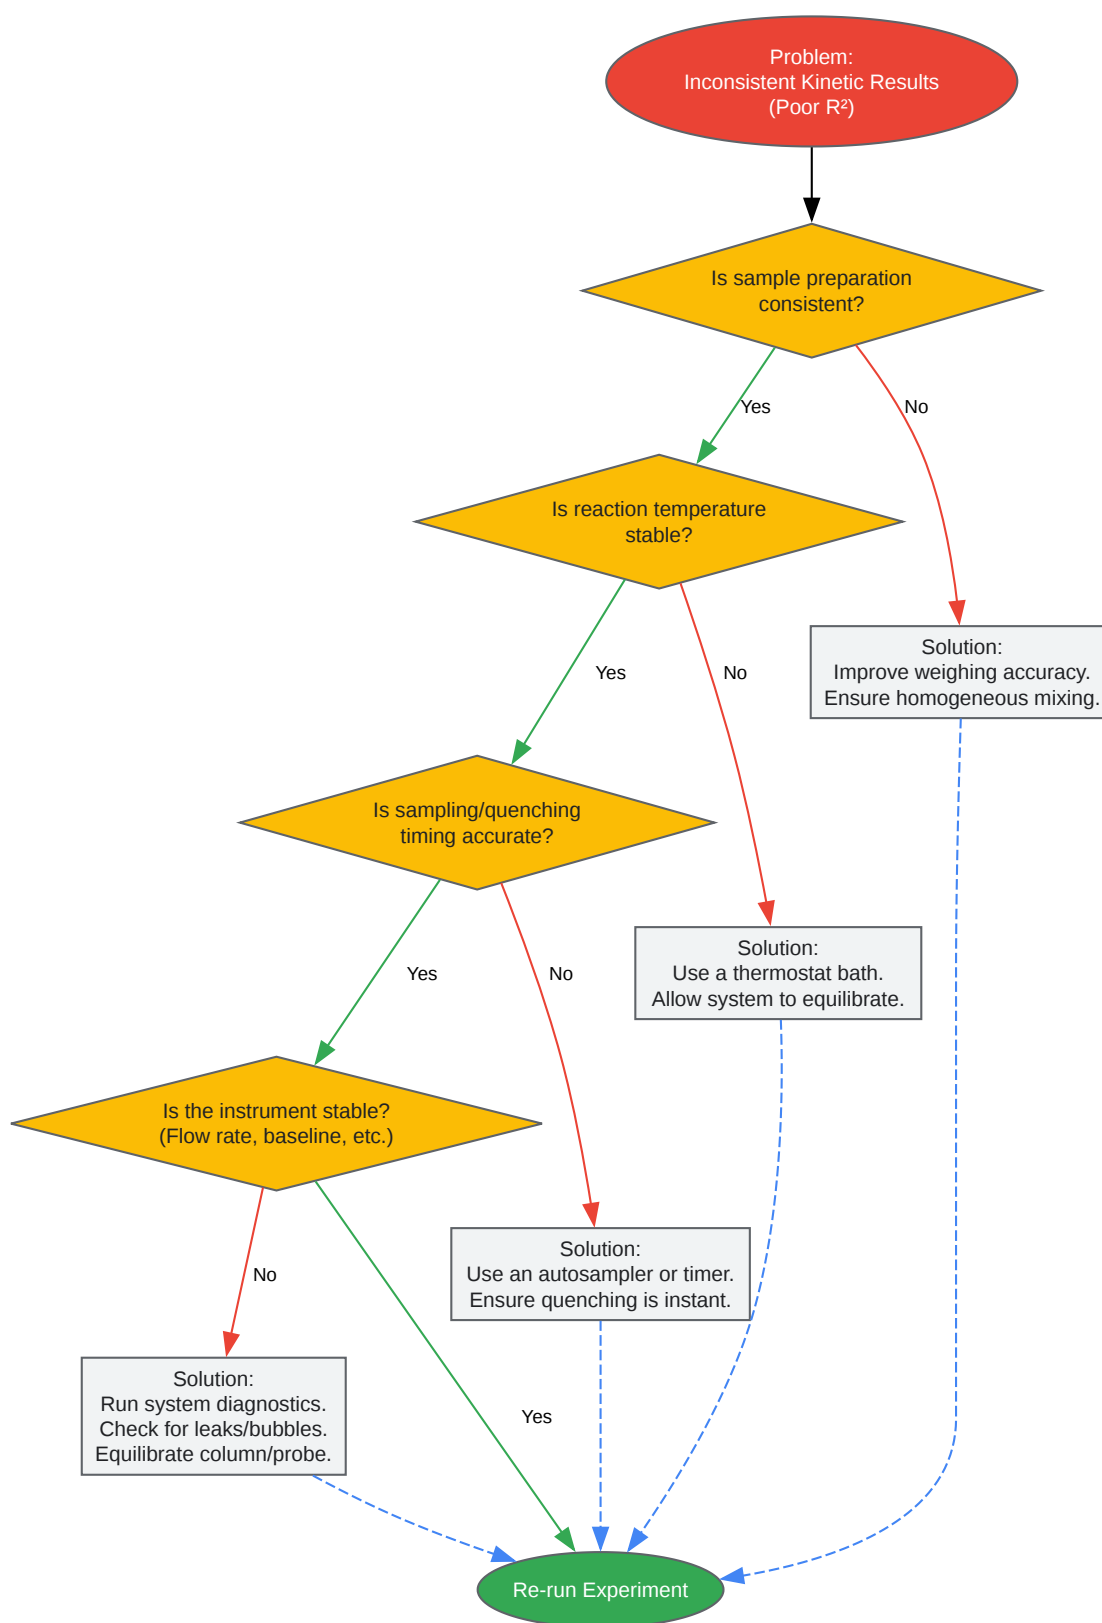 Problem:
Inconsistent Kinetic Results
(Poor R²)
Is sample preparation
consistent?
Yes
No
Is reaction temperature
stable?
Yes
No
Solution:
Improve weighing accuracy.
Ensure homogeneous mixing.
Is sampling/quenching
timing accurate?
Yes
No
Solution:
Use a thermostat bath.
Allow system to equilibrate.
Is the instrument stable?
(Flow rate, baseline, etc.)
No
Yes
Solution:
Use an autosampler or timer.
Ensure quenching is instant.
Solution:
Run system diagnostics.
Check for leaks/bubbles.
Equilibrate column/probe.
Re-run Experiment